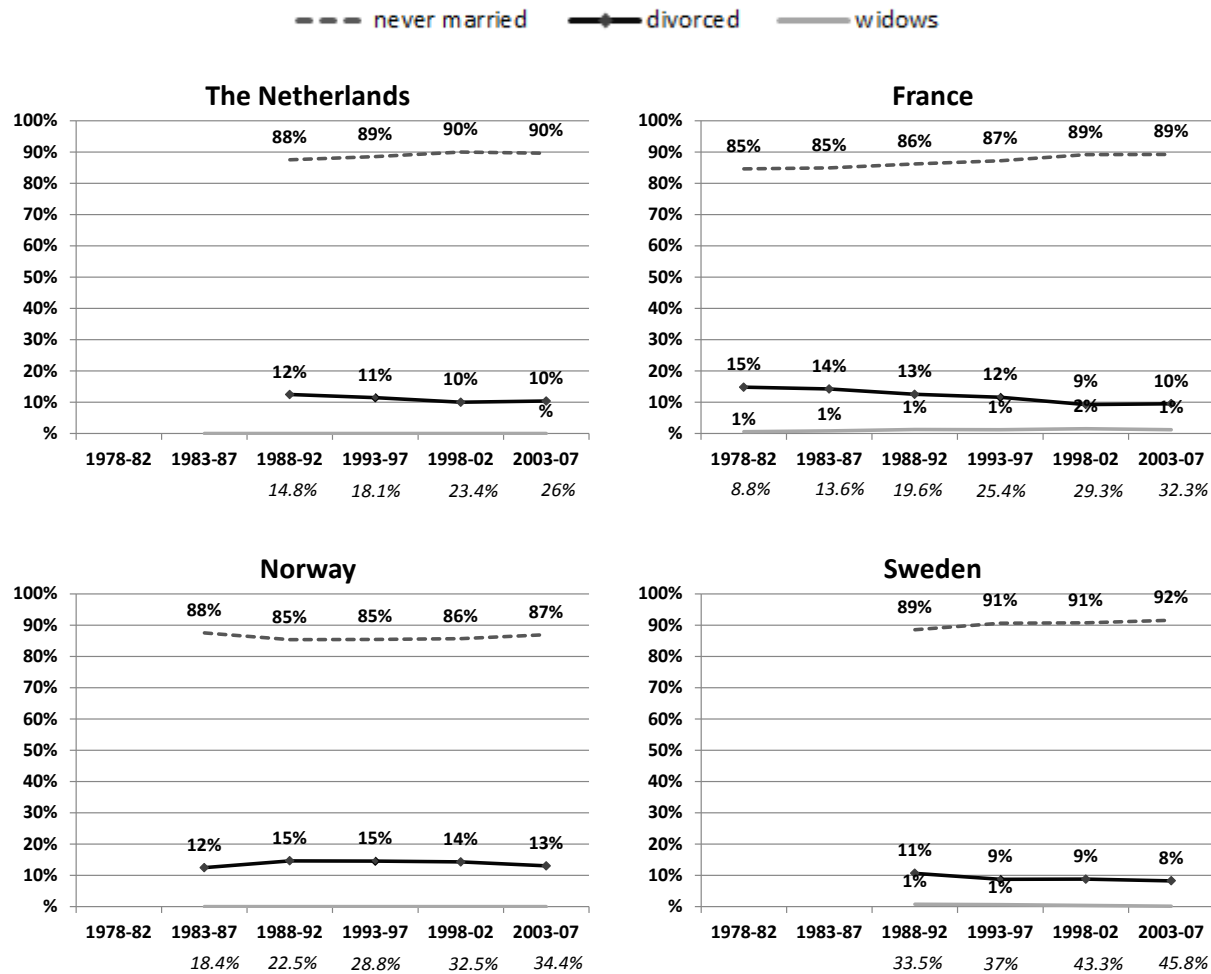 never married divorced widows
The Netherlands
100%
90%
80%
70%
60%
50%
40%
30%
20%
10%
%
88% 89% 90% 90%
12% 11% 10% 10%
%
1978-82 1983-87 1988-92 1993-97 1998-02 2003-07
14.8% 18.1% 23.4% 26%
France
100%
90%
80%
70%
60%
50%
40%
30%
20%
10%
%
85% 85% 86% 87% 89% 89%
15% 14% 13% 12% 9% 10%
1% 1% 1% 1% 2% 1%
1978-82 1983-87 1988-92 1993-97 1998-02 2003-07
8.8% 13.6% 19.6% 25.4% 29.3% 32.3%
Norway
100%
90%
80%
70%
60%
50%
40%
30%
20%
10%
%
88% 85% 85% 86% 87%
12% 15% 15% 14% 13%
1978-82 1983-87 1988-92 1993-97 1998-02 2003-07
18.4% 22.5% 28.8% 32.5% 34.4%
Sweden
100%
90%
80%
70%
60%
50%
40%
30%
20%
10%
%
89% 91% 91% 92%
11% 9% 9% 8%
1% 1%
1978-82 1983-87 1988-92 1993-97 1998-02 2003-07
33.5% 37% 43.3% 45.8%